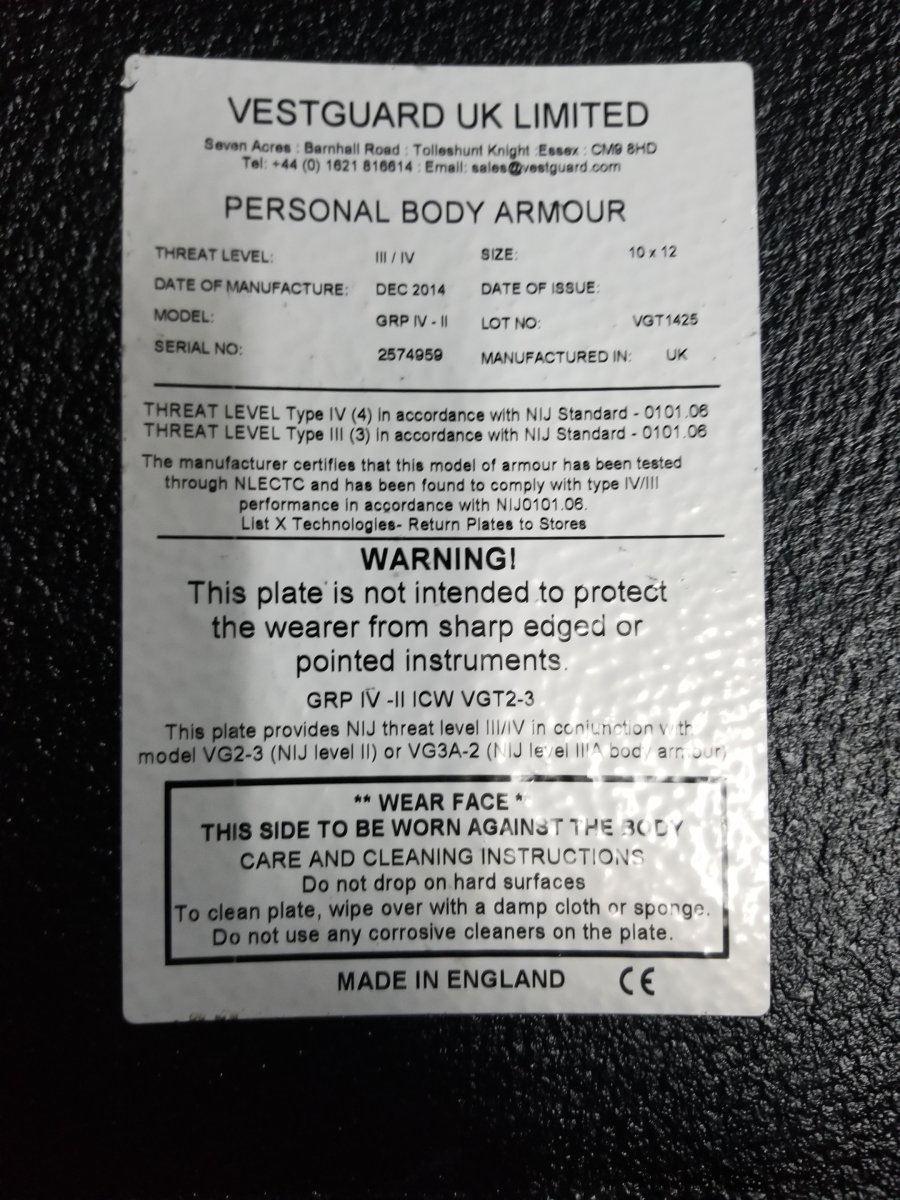 VESTGUARD UK LIMITED
Seven Acres : Barnhall Road : Tolleshunt Knight :Essex : CM9 8HD
Tel: +44 (0) 1621 816614 : Email: sales@vestguard.com
PERSONAL BODY ARMOUR
THREAT LEVEL: III / IV SIZE: 10 x 12
DATE OF MANUFACTURE: DEC 2014 DATE OF ISSUE:
MODEL: GRP IV - II LOT NO: VGT1425
SERIAL NO: 2574959 MANUFACTURED IN: UK
THREAT LEVEL Type IV (4) in accordance with NIJ Standard - 0101.06
THREAT LEVEL Type III (3) in accordance with NIJ Standard - 0101.06
The manufacturer certifies that this model of armour has been tested
through NLECTC and has been found to comply with type IV/III
performance in accordance with NIJ0101.06.
List X Technologies- Return Plates to Stores
WARNING!
This plate is not intended to protect
the wearer from sharp edged or
pointed instruments.
GRP IV -II ICW VGT2-3
This plate provides NIJ threat level III/IV in conjunction with
model VG2-3 (NIJ level II) or VG3A-2 (NIJ level IIIA body armour)
** WEAR FACE *
THIS SIDE TO BE WORN AGAINST THE BODY
CARE AND CLEANING INSTRUCTIONS
Do not drop on hard surfaces
To clean plate, wipe over with a damp cloth or sponge.
Do not use any corrosive cleaners on the plate.
MADE IN ENGLAND CE